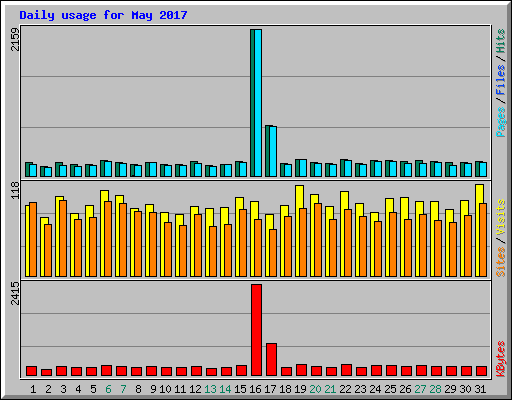 Daily usage for May 2017
2159
Pages / Files / Hits
118
Sites / Visits
2415
KBytes
1 2 3 4 5 6 7 8 9 10 11 12 13 14 15 16 17 18 19 20 21 22 23 24 25 26 27 28 29 30 31